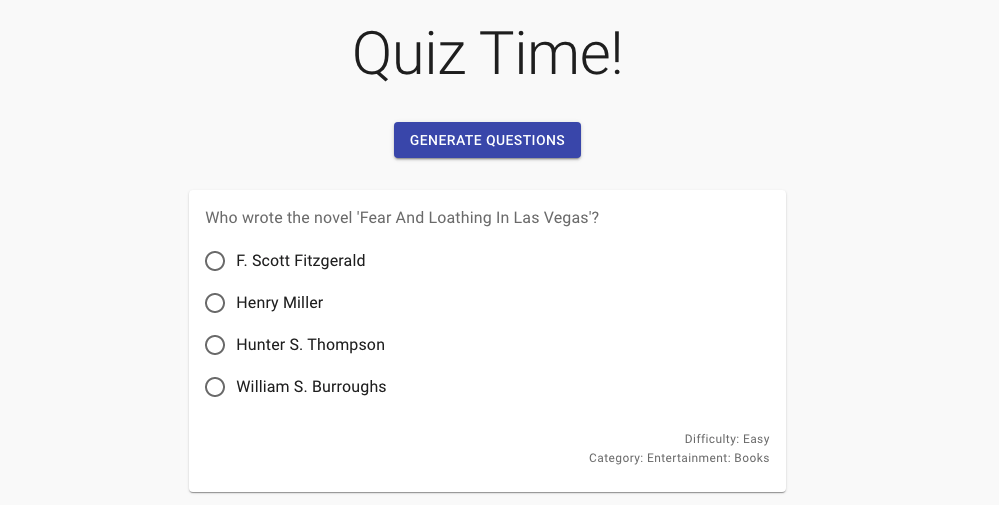 Quiz Time!
GENERATE QUESTIONS
Who wrote the novel 'Fear And Loathing In Las Vegas'?
F. Scott Fitzgerald
Henry Miller
Hunter S. Thompson
William S. Burroughs
Difficulty: Easy
Category: Entertainment: Books